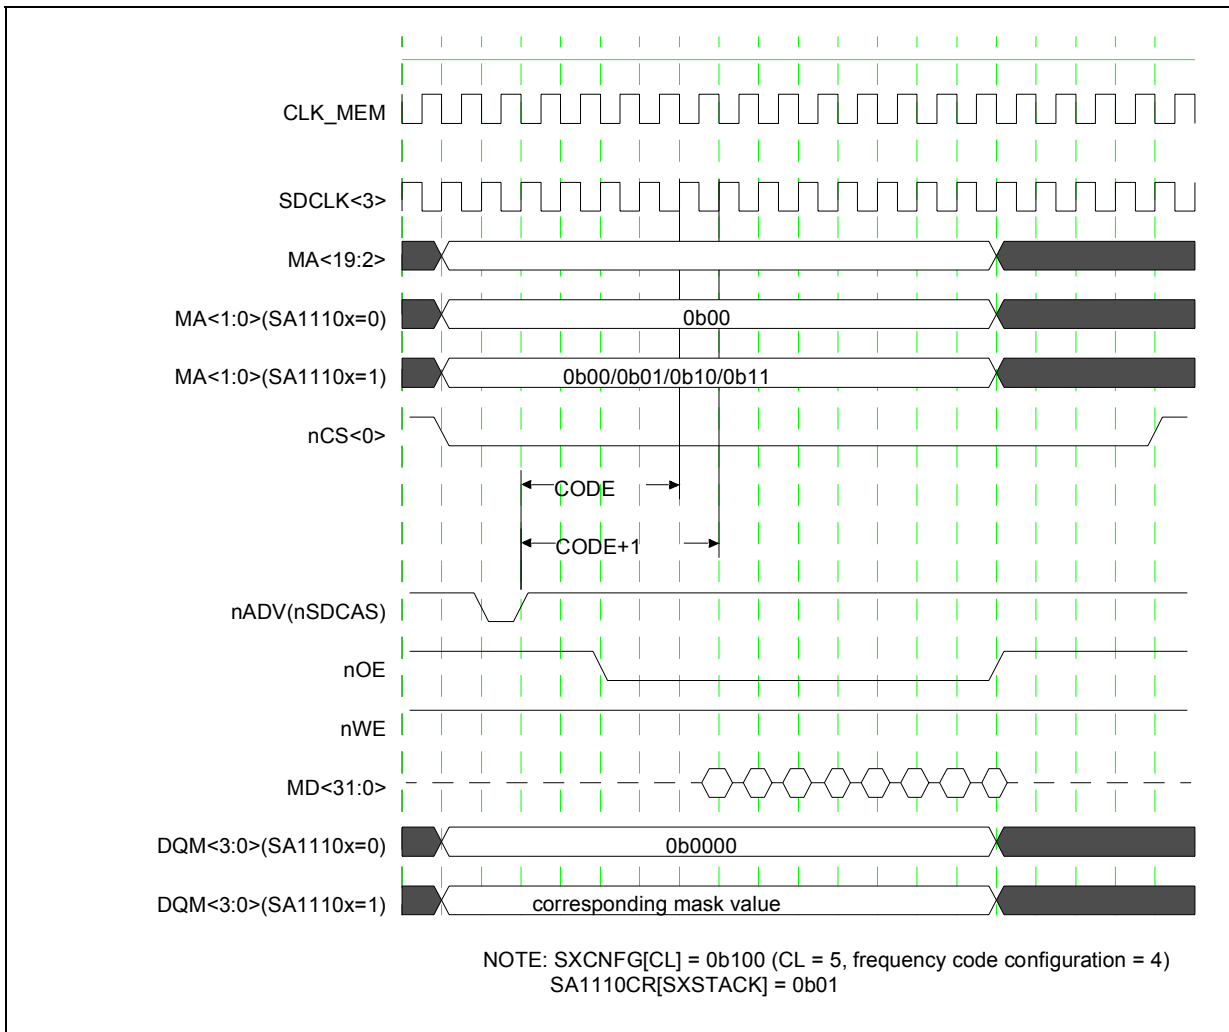 CLK_MEM
SDCLK<3>
MA<19:2>
MA<1:0>(SA1110x=0)
0b00
MA<1:0>(SA1110x=1)
0b00/0b01/0b10/0b11
nCS<0>
CODE
CODE+1
nADV(nSDCAS)
nOE
nWE
MD<31:0>
DQM<3:0>(SA1110x=0)
0b0000
DQM<3:0>(SA1110x=1)
corresponding mask value
NOTE: SXCNFG[CL] = 0b100 (CL = 5, frequency code configuration = 4)
SA1110CR[SXSTACK] = 0b01